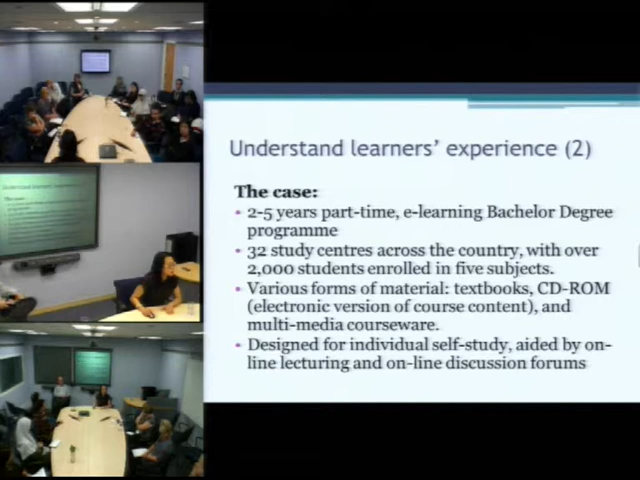 Understand learners' experience (2)
The case:
• 2-5 years part-time, e-learning Bachelor Degree
programme
• 32 study centres across the country, with over
2,000 students enrolled in five subjects.
• Various forms of material: textbooks, CD-ROM
(electronic version of course content), and
multi-media courseware.
• Designed for individual self-study, aided by on-
line lecturing and on-line discussion forums